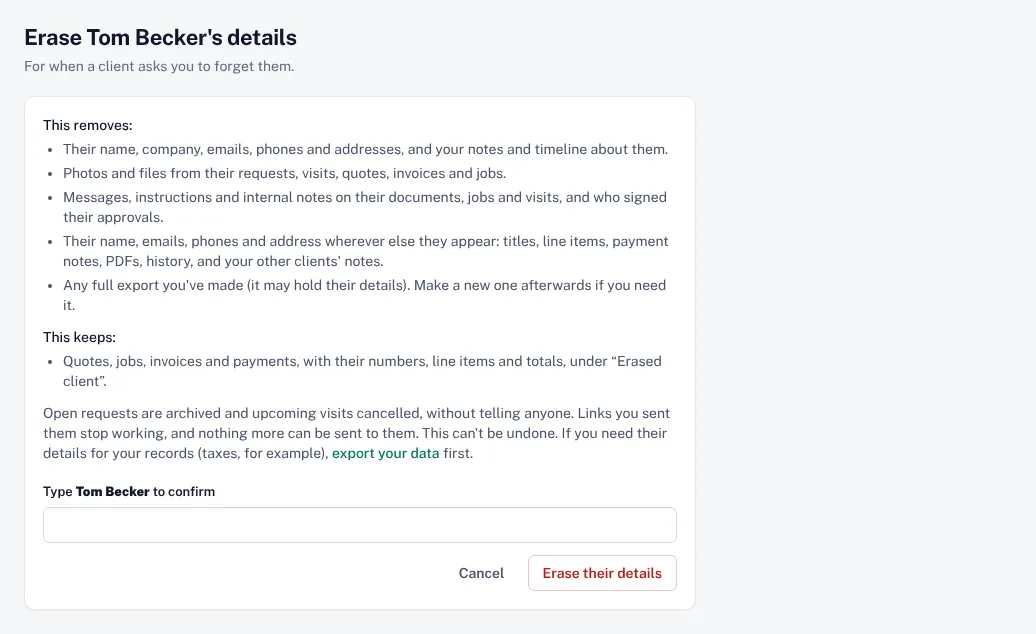 Erase Tom Becker's details
For when a client asks you to forget them.
This removes:
• Their name, company, emails, phones and addresses, and your notes and timeline about them.
• Photos and files from their requests, visits, quotes, invoices and jobs.
• Messages, instructions and internal notes on their documents, jobs and visits, and who signed
their approvals.
• Their name, emails, phones and address wherever else they appear: titles, line items, payment
notes, PDFs, history, and your other clients' notes.
• Any full export you've made (it may hold their details). Make a new one afterwards if you need
it.
This keeps:
• Quotes, jobs, invoices and payments, with their numbers, line items and totals, under “Erased
client”.
Open requests are archived and upcoming visits cancelled, without telling anyone. Links you sent
them stop working, and nothing more can be sent to them. This can't be undone. If you need their
details for your records (taxes, for example), export your data first.
Type Tom Becker to confirm
Cancel
Erase their details